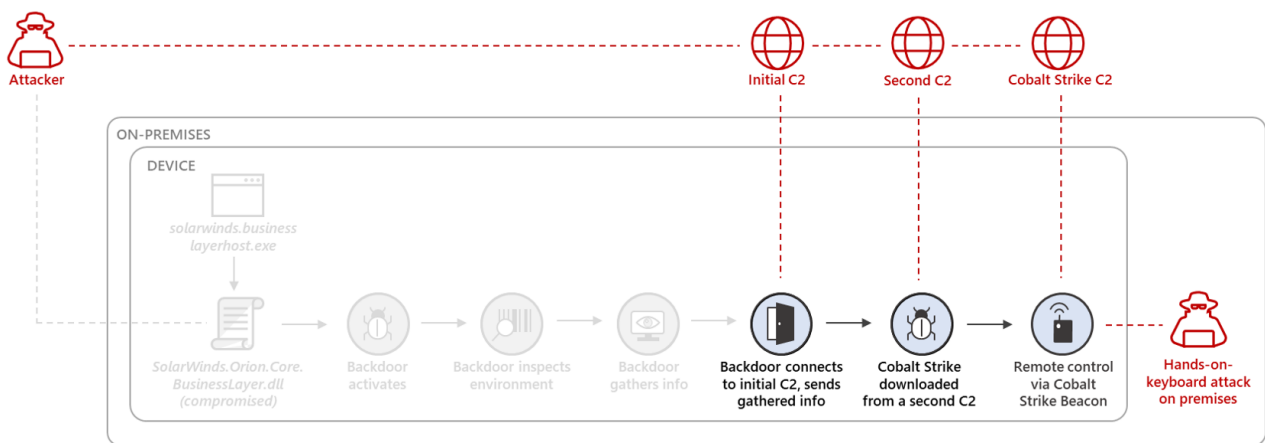 Attacker
Initial C2
Second C2
Cobalt Strike C2
ON-PREMISES
DEVICE
solarwinds.business
layerhost.exe
SolarWinds.Orion.Core.
BusinessLayer.dll
(compromised)
Backdoor
activates
Backdoor inspects
environment
Backdoor
gathers info
Backdoor connects
to initial C2, sends
gathered info
Cobalt Strike
downloaded
from a second C2
Remote control
via Cobalt
Strike Beacon
Hands-on-
keyboard attack
on premises